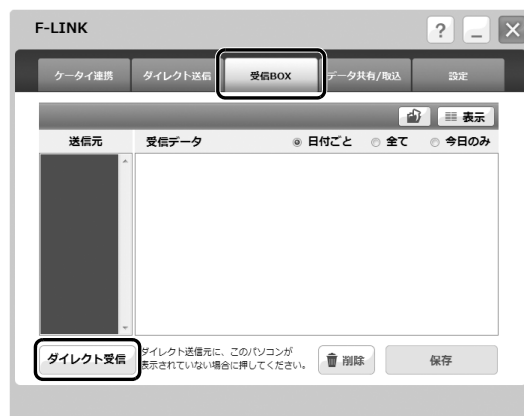 F-LINK
?
ケータイ連携 ダイレクト送信 受信BOX データ共有/取込 設定
表示
送信元 受信データ 日付ごと 全て 今日のみ
ダイレクト受信
ダイレクト送信元に、このパソコンが
表示されていない場合に押してください。
削除
保存